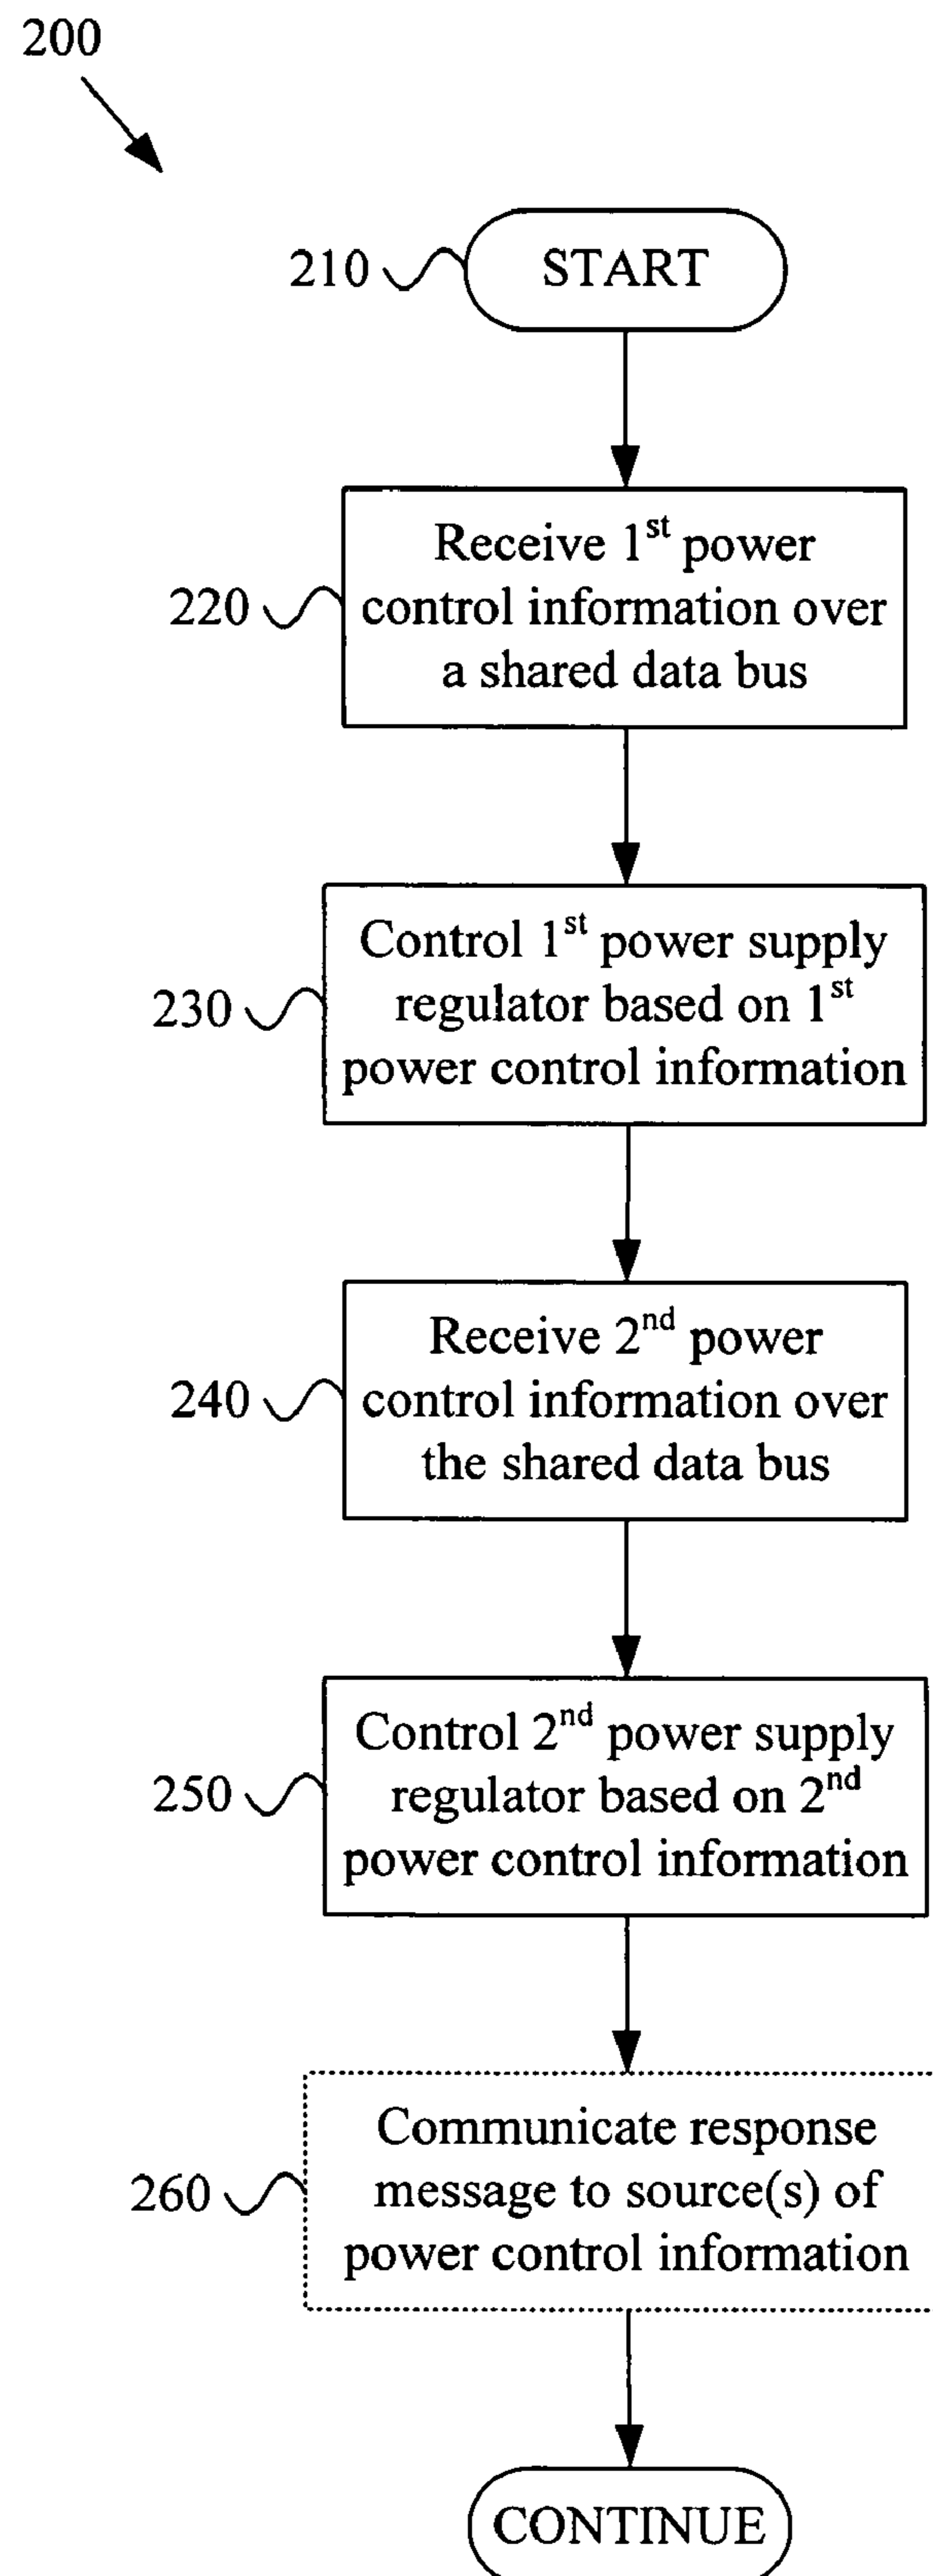 200
210
START
220
Receive 1st power
control information over
a shared data bus
230
Control 1st power supply
regulator based on 1st
power control information
240
Receive 2nd power
control information over
the shared data bus
250
Control 2nd power supply
regulator based on 2nd
power control information
260
Communicate response
message to source(s) of
power control information
CONTINUE